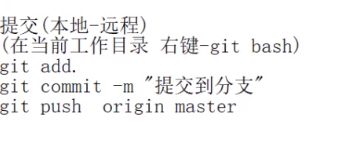 提交(本地-远程)
(在当前工作目录 右键-git bash)
git add.
git commit -m "提交到分支"
git push  origin master